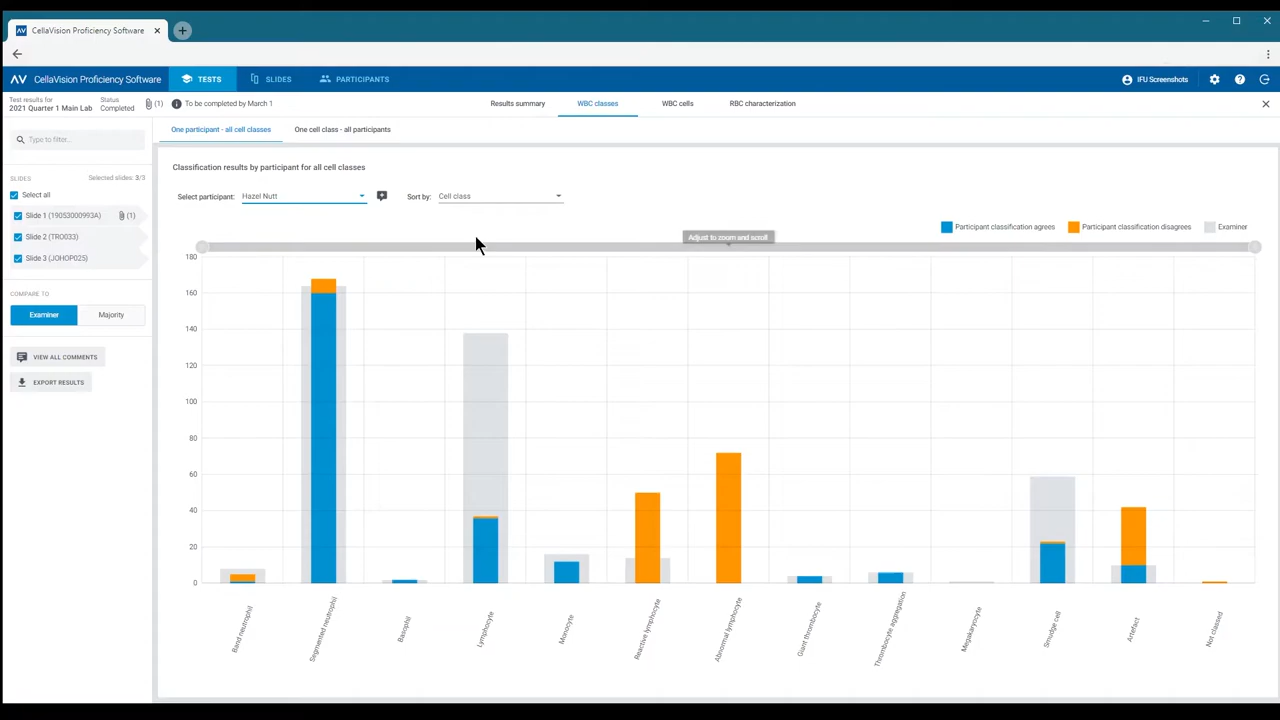 CellaVision Proficiency Software
CellaVision Proficiency Software TESTS SLIDES PARTICIPANTS IFU Screenshots
Test results for
2021 Quarter 1 Main Lab
Status
Completed
(1)
To be completed by March 1
Results summary WBC classes WBC cells RBC characterization
Type to filter...
SLIDES Selected slides: 3/3
Select all
Slide 1 (19053000993A) (1)
Slide 2 (TRO033)
Slide 3 (JOHOP025)
COMPARE TO
Examiner Majority
VIEW ALL COMMENTS
EXPORT RESULTS
One participant - all cell classes One cell class - all participants
Classification results by participant for all cell classes
Select participant: Hazel Nutt Sort by: Cell class
Participant classification agrees Participant classification disagrees Examiner
Adjust to zoom and scroll
180
160
140
120
100
80
60
40
20
0
Band neutrophil
Segmented neutrophil
Basophil
Lymphocyte
Monocyte
Reactive lymphocyte
Abnormal lymphocyte
Giant thrombocyte
Thrombocyte aggregation
Megakaryocyte
Smudge cell
Artefact
Not classed